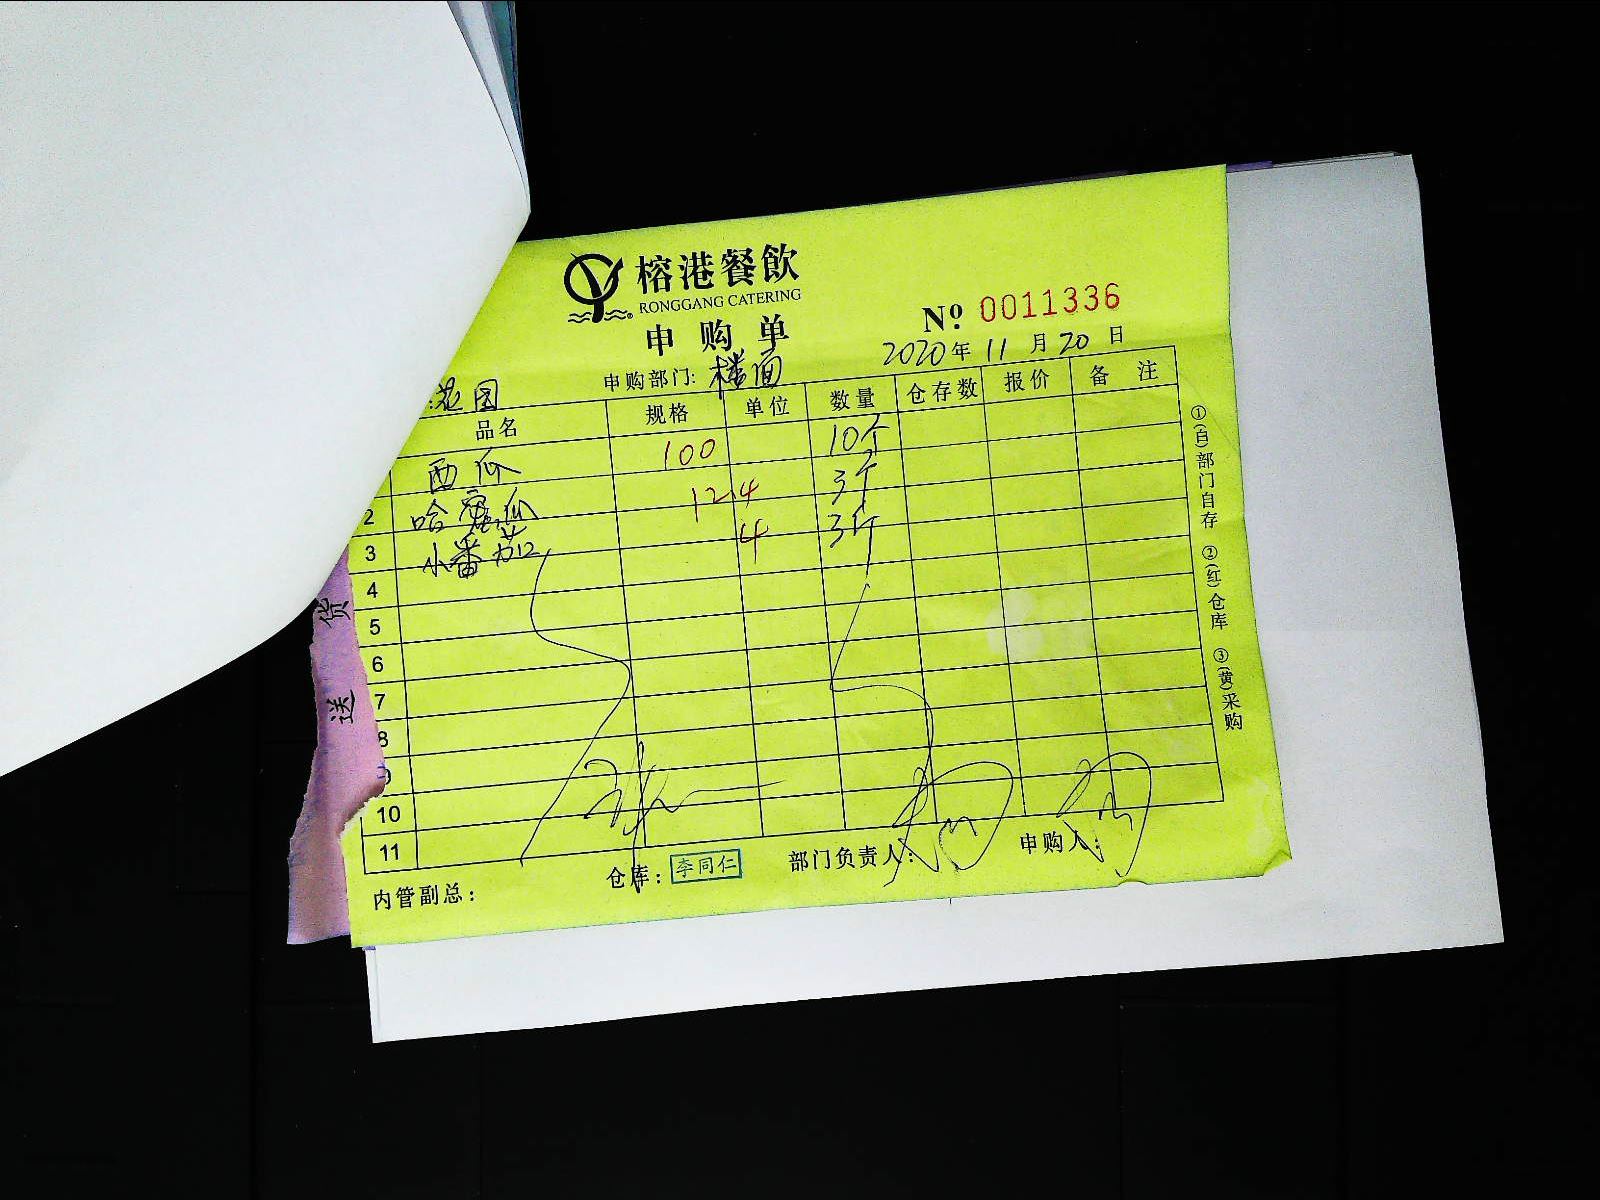 榕港餐飲
RONGGANG CATERING
申购单
Nº 0011336
2020年11月20日
花园 申购部门: 楼面
品名 规格 单位 数量 仓存数 报价 备注
西瓜 100 10个
2 哈密瓜 12.4 3个
3 小番茄 4 3斤
4
5
6
7
8
9
10
11
内管副总: 仓库: 李同仁 部门负责人: 申购人:
①(白)部门自存 ②(红)仓库 ③(黄)采购
送货